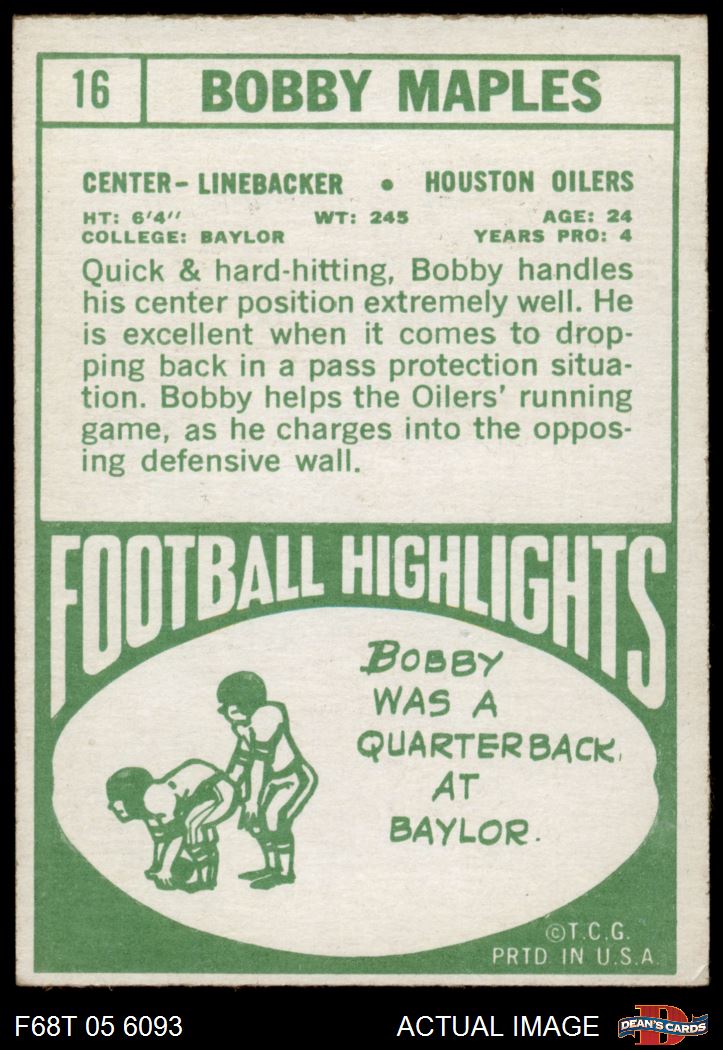 16 BOBBY MAPLES
CENTER-LINEBACKER • HOUSTON OILERS
HT: 6'4" WT: 245 AGE: 24
COLLEGE: BAYLOR YEARS PRO: 4
Quick & hard-hitting, Bobby handles
his center position extremely well. He
is excellent when it comes to drop-
ping back in a pass protection situa-
tion. Bobby helps the Oilers' running
game, as he charges into the oppos-
ing defensive wall.
FOOTBALL HIGHLIGHTS
BOBBY
WAS A
QUARTERBACK
AT
BAYLOR.
©T.C.G.
PRTD. IN U.S.A.
F68T 05 6093 ACTUAL IMAGE D DEAN'S CARDS